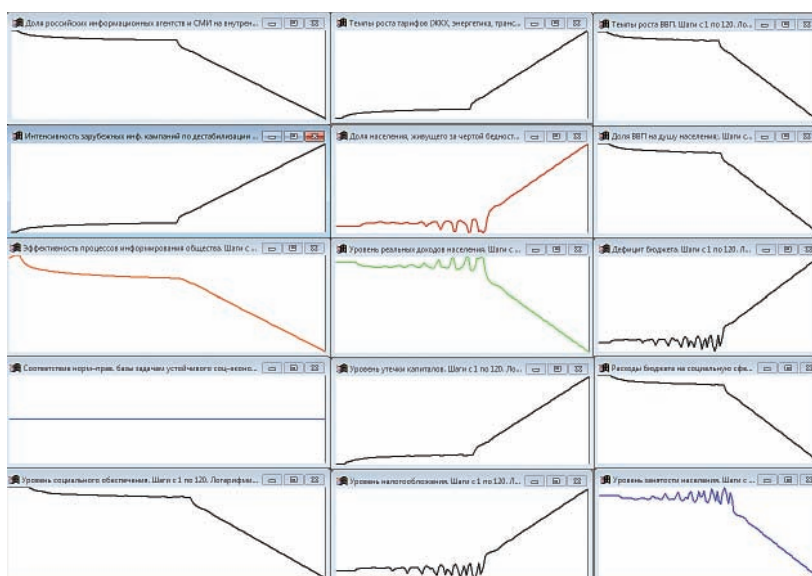 Доля российских информационных агентств и СМИ на внутрен...
Темпы роста тарифов (ЖКХ, энергетика, транс...
Темпы роста ВВП. Шаги с 1 по 120. Ло...
Интенсивность зарубежных инф. кампаний по дестабилизации ...
Доля населения, живущего за чертой бедност...
Доля ВВП на душу населения;. Шаги с...
Эффективность процессов информирования общества. Шаги с ...
Уровень реальных доходов населения. Шаги с ...
Дефицит бюджета. Шаги с 1 по 120. Ло...
Соответствие норм-прав. базы задачам устойчивого соц-эконо...
Уровень утечки капиталов. Шаги с 1 по 120. Ло...
Расходы бюджета на социальную сфе...
Уровень социального обеспечения. Шаги с 1 по 120. Логарифми...
Уровень налогообложения. Шаги с 1 по 120. Л...
Уровень занятости населения. Шаги с ...